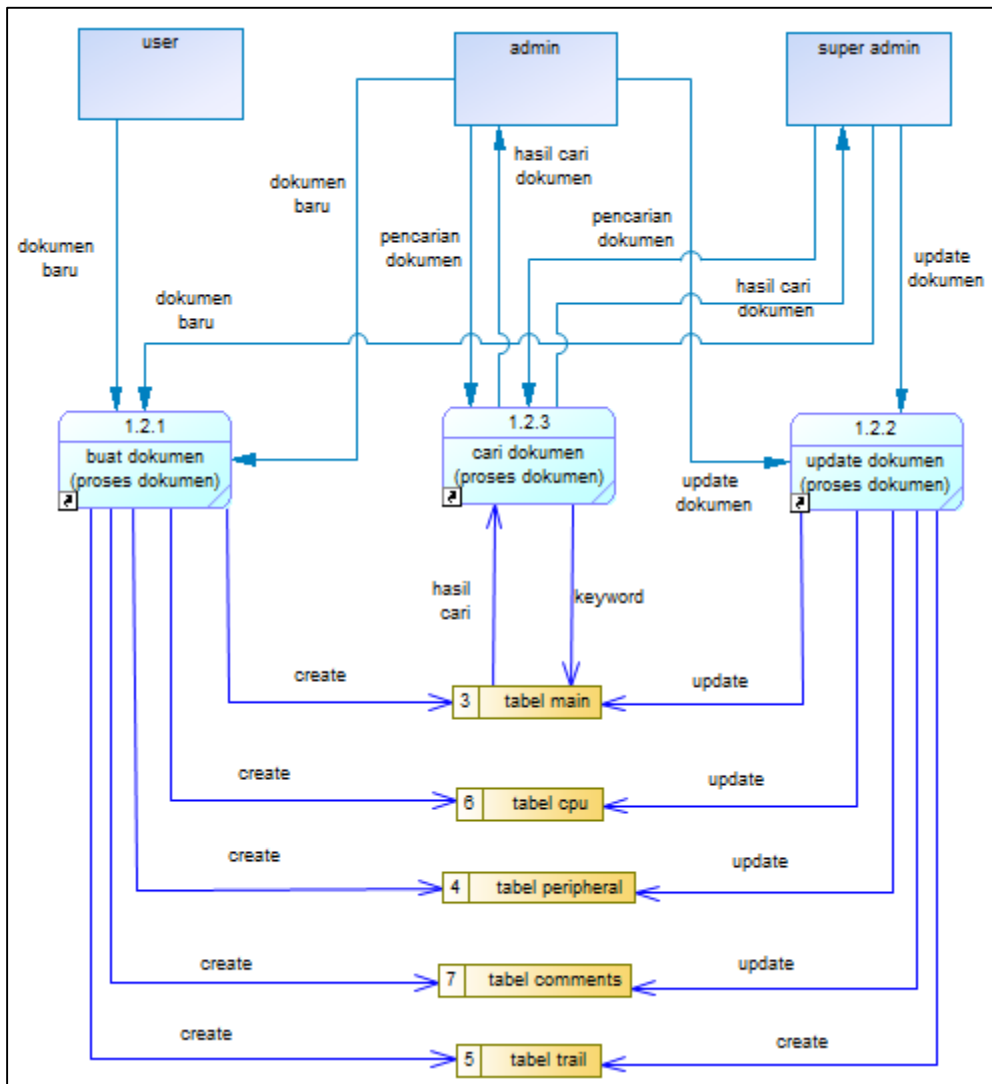 user
admin
super admin
hasil cari
dokumen
dokumen
baru
pencarian
dokumen
pencarian
dokumen
dokumen
baru
update
dokumen
dokumen
baru
hasil cari
dokumen
1.2.1
buat dokumen
(proses dokumen)
1.2.3
cari dokumen
(proses dokumen)
1.2.2
update dokumen
(proses dokumen)
update
dokumen
hasil
cari
keyword
create
3 tabel main
update
create
6 tabel cpu
update
create
4 tabel peripheral
update
create
7 tabel comments
update
create
5 tabel trail
create